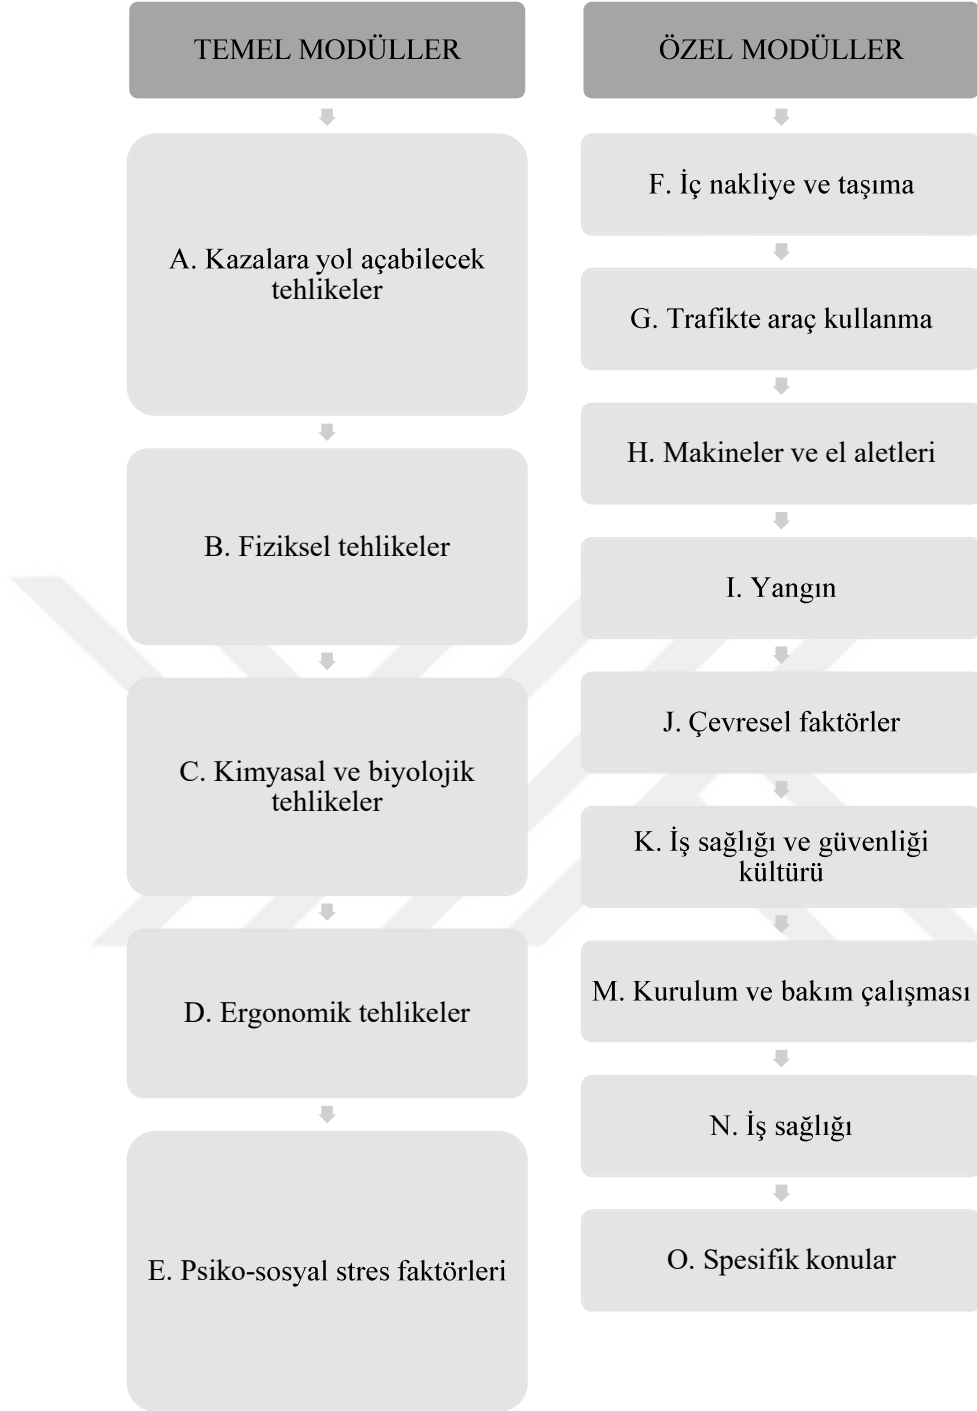 TEMEL MODÜLLER
A. Kazalara yol açabilecek
tehlikeler
B. Fiziksel tehlikeler
C. Kimyasal ve biyolojik
tehlikeler
D. Ergonomik tehlikeler
E. Psiko-sosyal stres faktörleri
ÖZEL MODÜLLER
F. İç nakliye ve taşıma
G. Trafikte araç kullanma
H. Makineler ve el aletleri
I. Yangın
J. Çevresel faktörler
K. İş sağlığı ve güvenliği
kültürü
M. Kurulum ve bakım çalışması
N. İş sağlığı
O. Spesifik konular